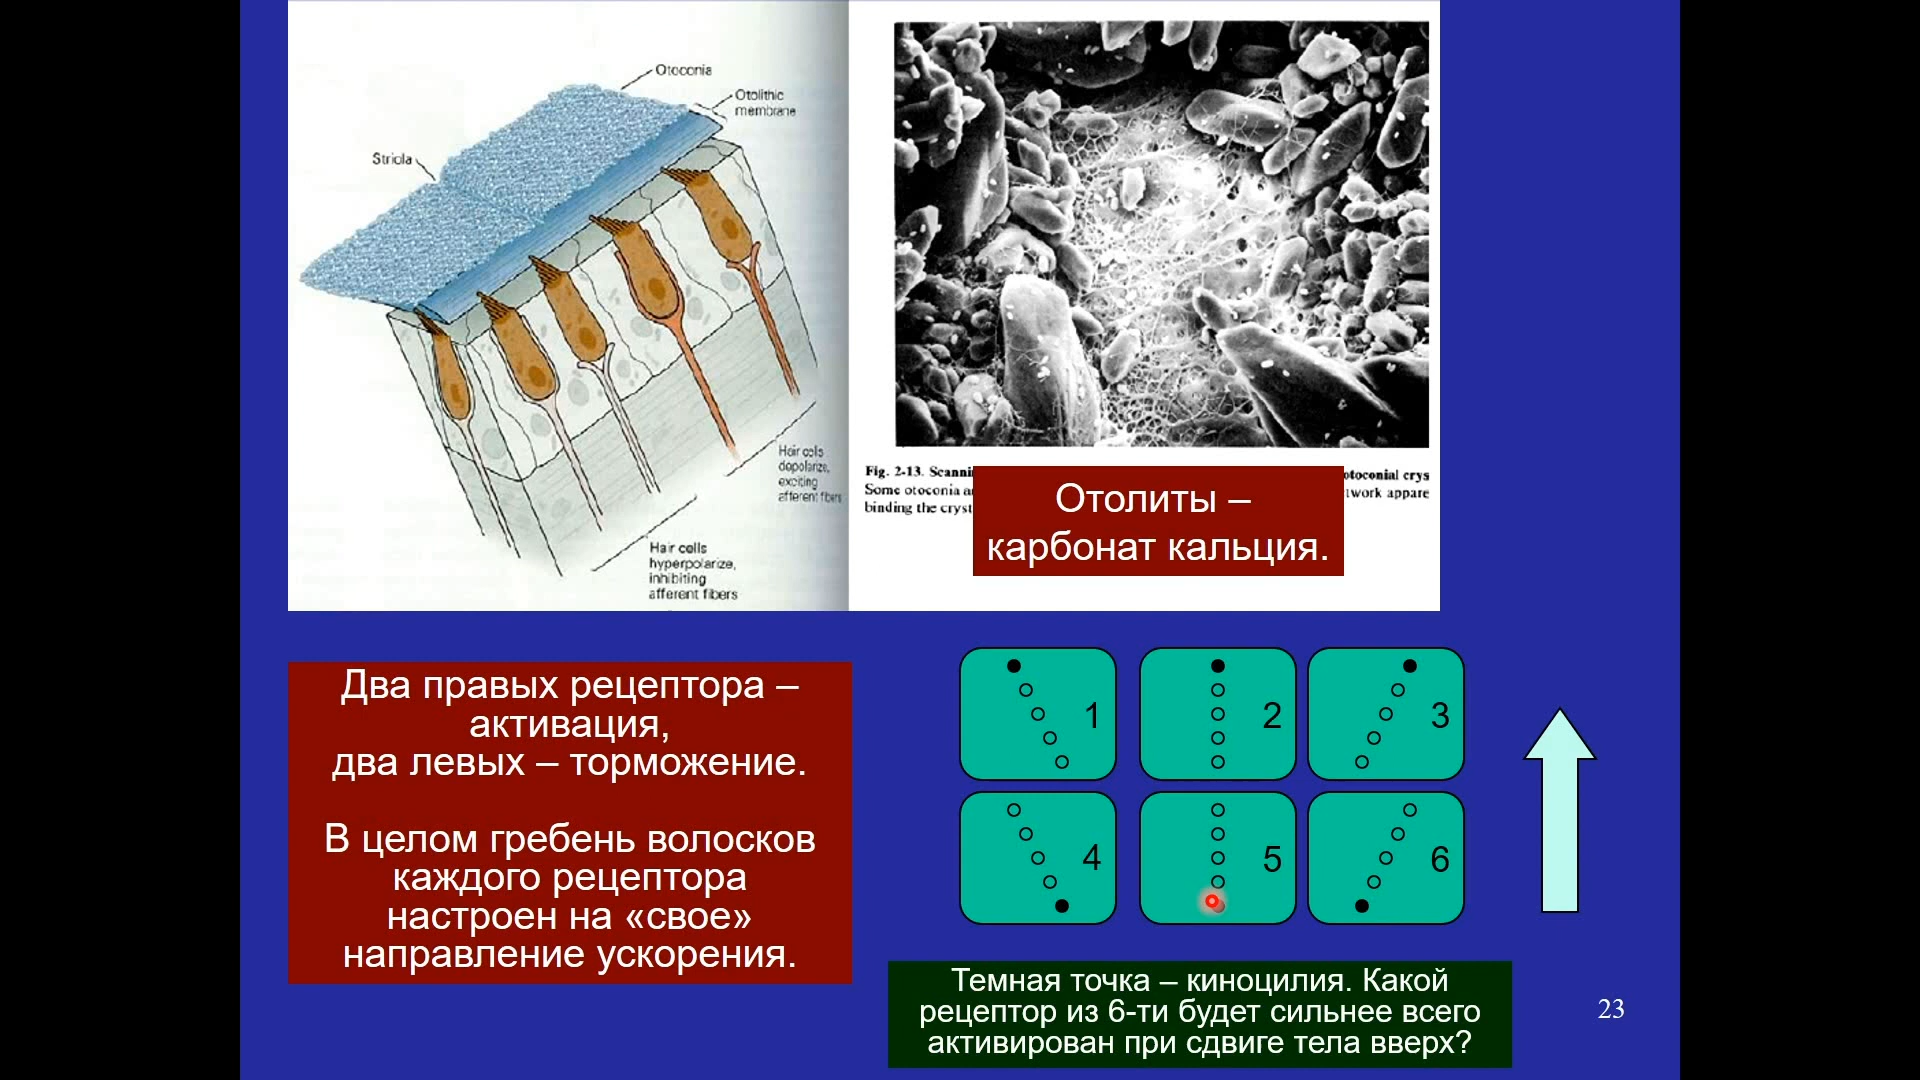 Otoconia
Otolithic
membrane
Striola
Hair cells
depolarize,
exciting
afferent fibers
Hair cells
hyperpolarize,
inhibiting
afferent fibers
Fig. 2-13. Scanni
otoconial crys
Some otoconia a
twork appare
binding the cryst
Отолиты –
карбонат кальция.
Два правых рецептора –
активация,
два левых – торможение.
В целом гребень волосков
каждого рецептора
настроен на «свое»
направление ускорения.
1
2
3
4
5
6
Темная точка – киноцилия. Какой
рецептор из 6-ти будет сильнее всего
активирован при сдвиге тела вверх?
23